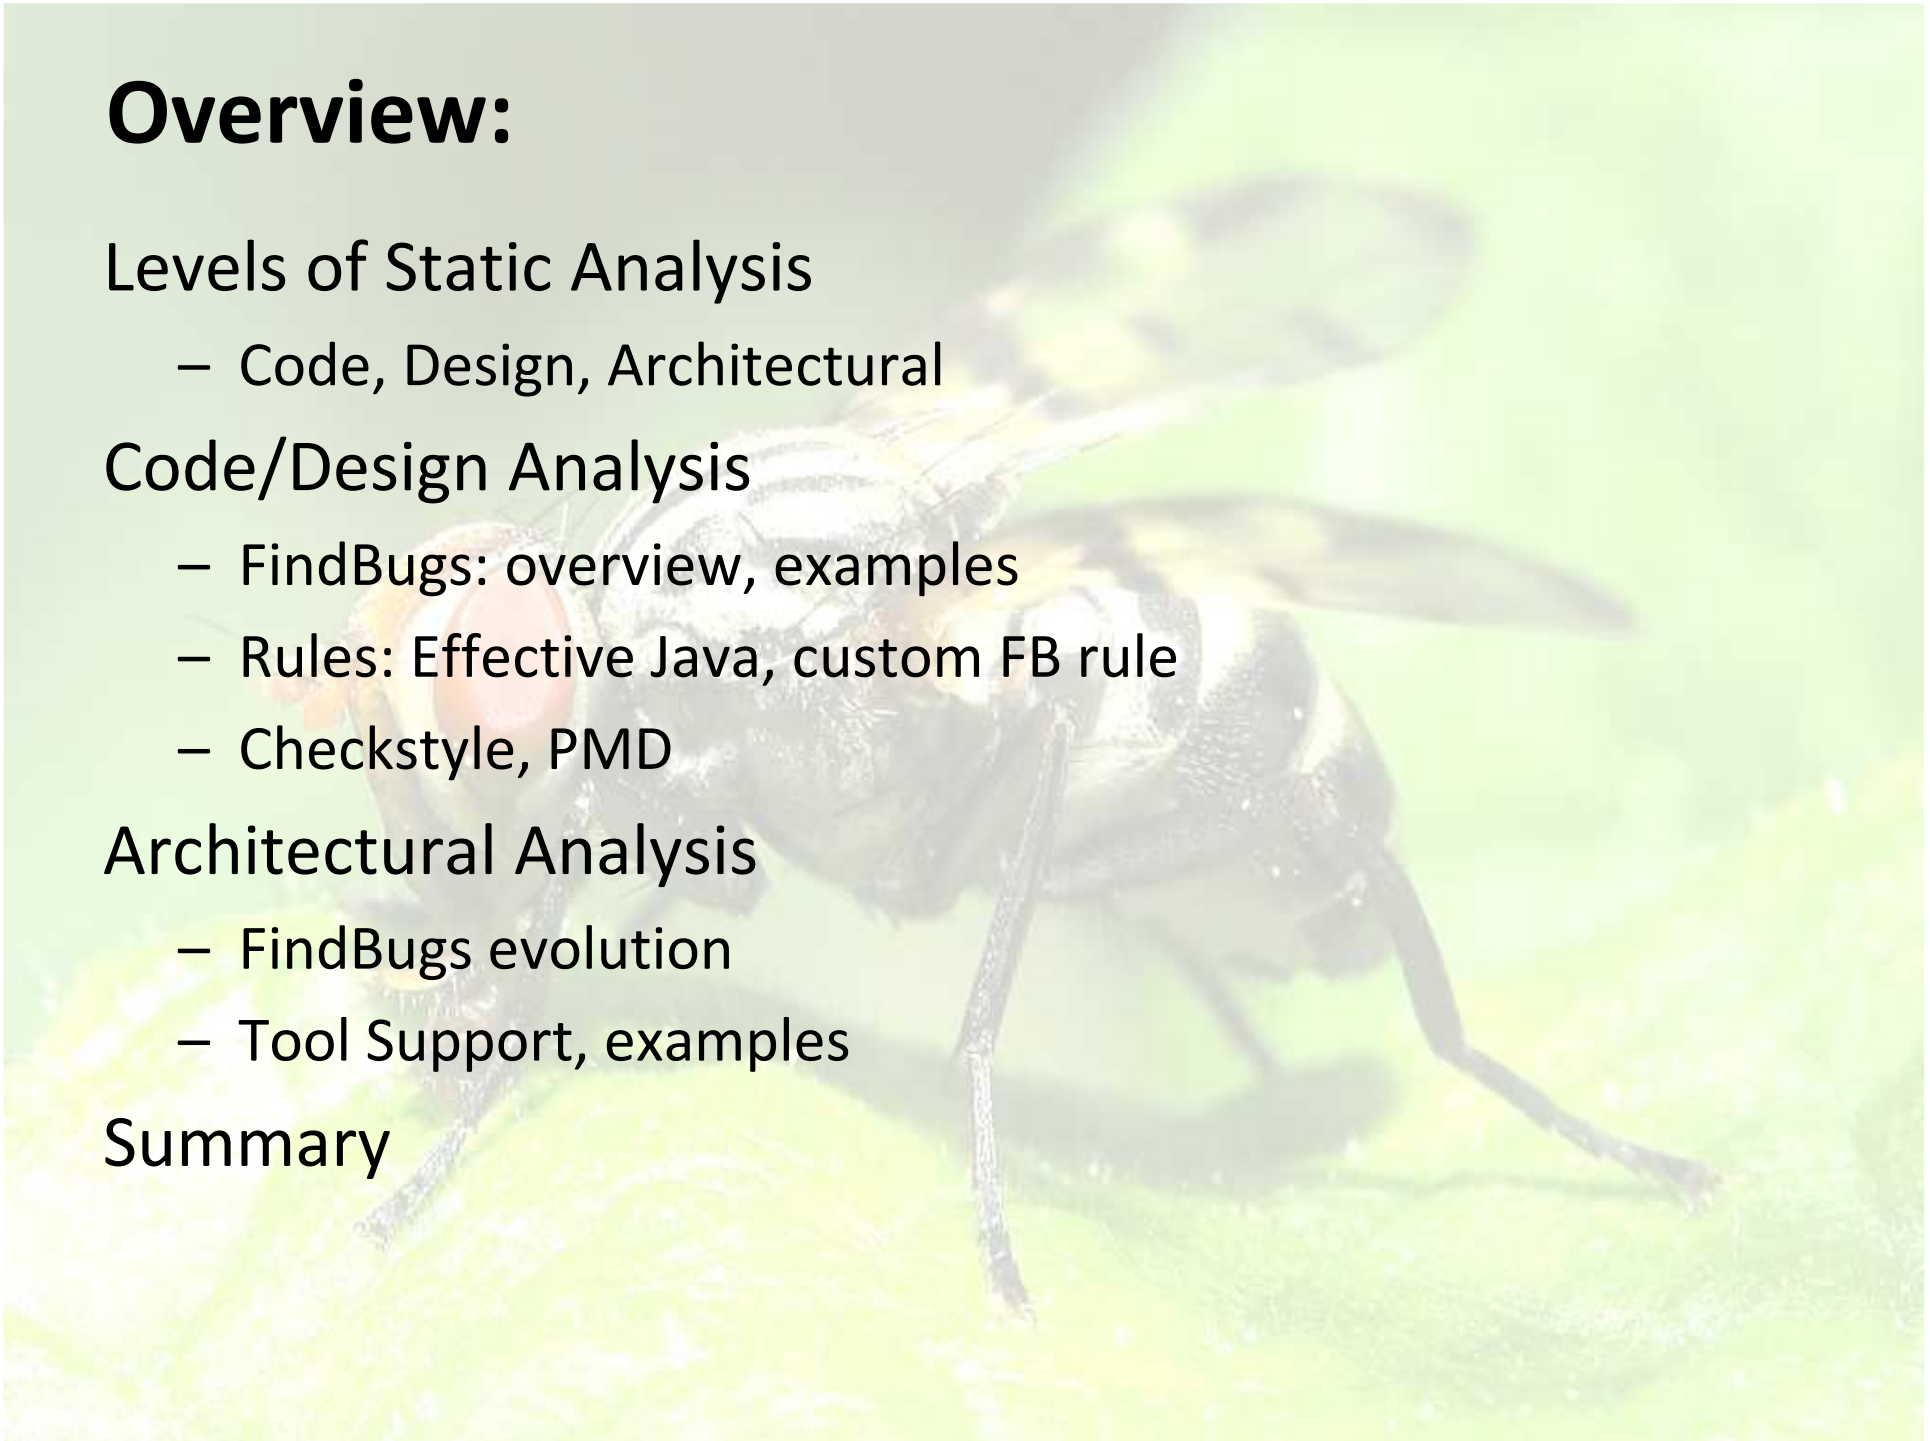 Overview:
Levels of Static Analysis
– Code, Design, Architectural
Code/Design Analysis
– FindBugs: overview, examples
– Rules: Effective Java, custom FB rule
– Checkstyle, PMD
Architectural Analysis
– FindBugs evolution
– Tool Support, examples
Summary